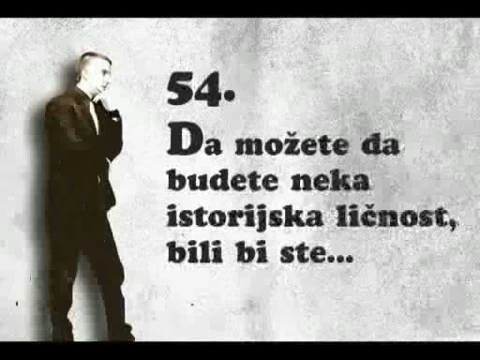 54.
Da možete da
budete neka
istorijska ličnost,
bili bi ste...